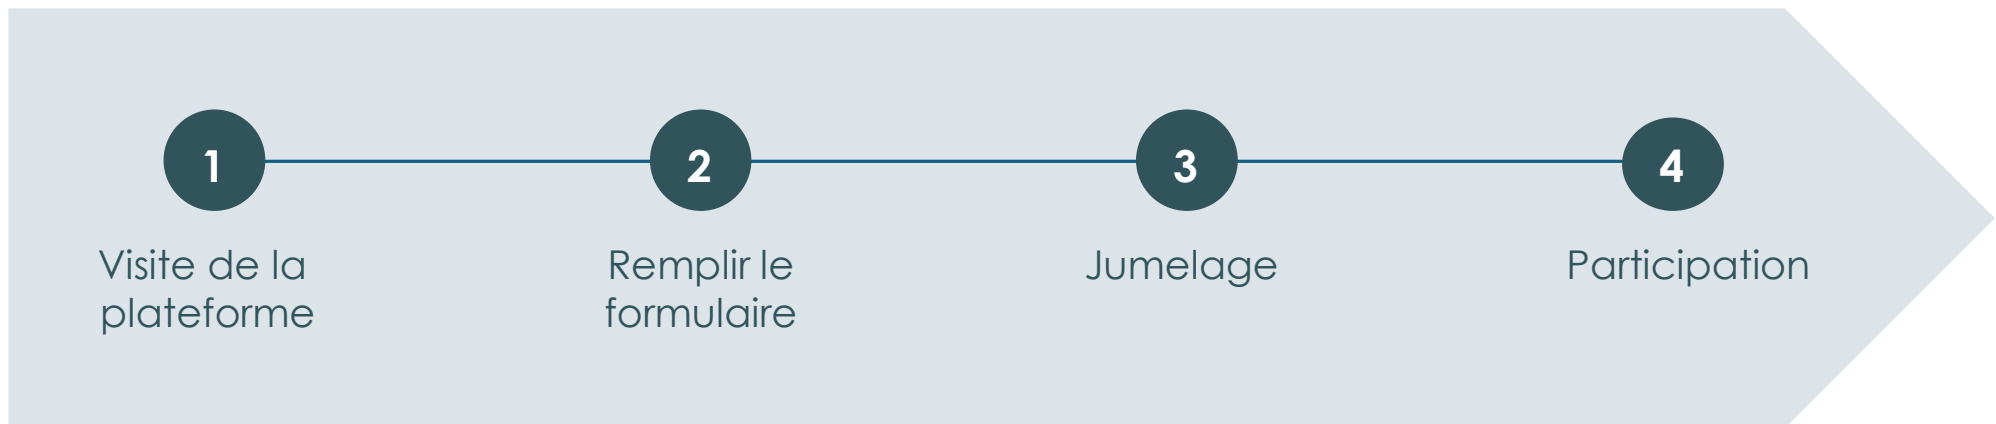 1
2
3
4
Visite de la
plateforme
Remplir le
formulaire
Jumelage
Participation